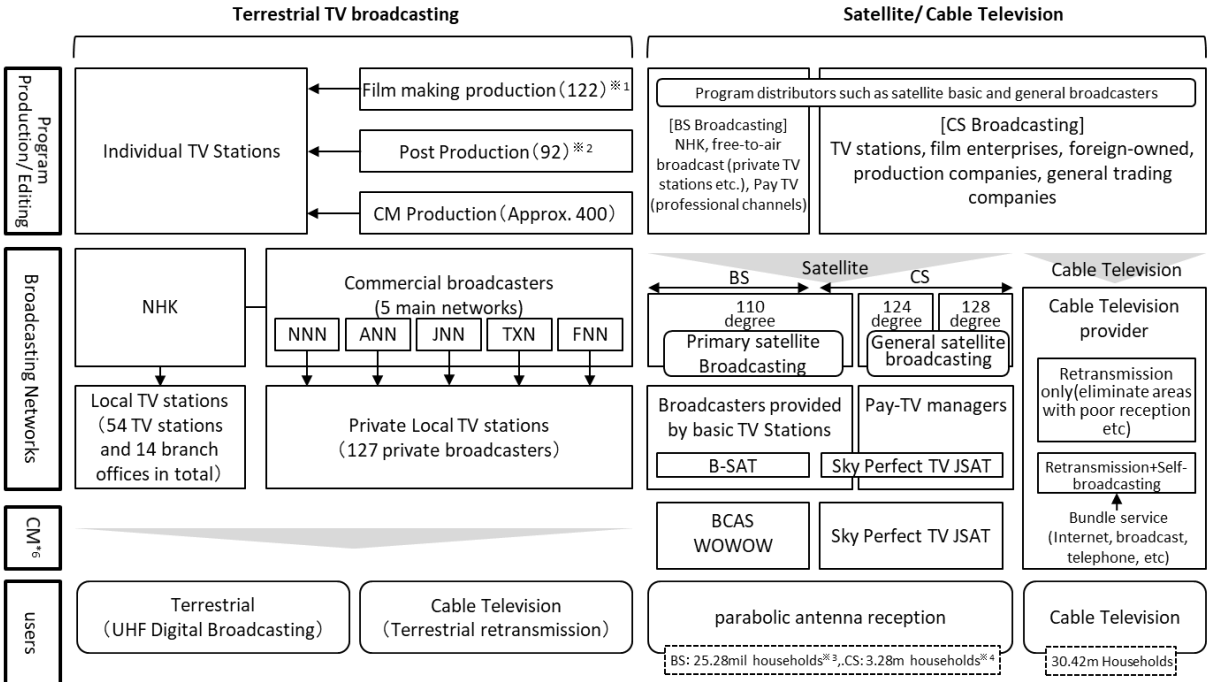 Terrestrial TV broadcasting
Satellite/ Cable Television
Program
Production/ Editing
Individual TV Stations
Film making production(122)※1
Post Production(92)※2
CM Production(Approx. 400)
Program distributors such as satellite basic and general broadcasters
[BS Broadcasting]
NHK, free-to-air
broadcast (private TV
stations etc.), Pay TV
(professional channels)
[CS Broadcasting]
TV stations, film enterprises, foreign-owned,
production companies, general trading
companies
Broadcasting Networks
NHK
Commercial broadcasters
(5 main networks)
NNN
ANN
JNN
TXN
FNN
Local TV stations
(54 TV stations
and 14 branch
offices in total)
Private Local TV stations
(127 private broadcasters)
Satellite
BS
CS
110
degree
124
degree
128
degree
Primary satellite
Broadcasting
General satellite
broadcasting
Broadcasters provided
by basic TV Stations
B-SAT
Pay-TV managers
Sky Perfect TV JSAT
Cable Television
Cable Television
provider
Retransmission
only(eliminate areas
with poor reception
etc)
Retransmission+Self-
broadcasting
Bundle service
(Internet, broadcast,
telephone, etc)
CM*6
BCAS
WOWOW
Sky Perfect TV JSAT
users
Terrestrial
(UHF Digital Broadcasting)
Cable Television
(Terrestrial retransmission)
parabolic antenna reception
BS: 25.28mil households※3,.CS: 3.28m households※4
Cable Television
30.42m Households